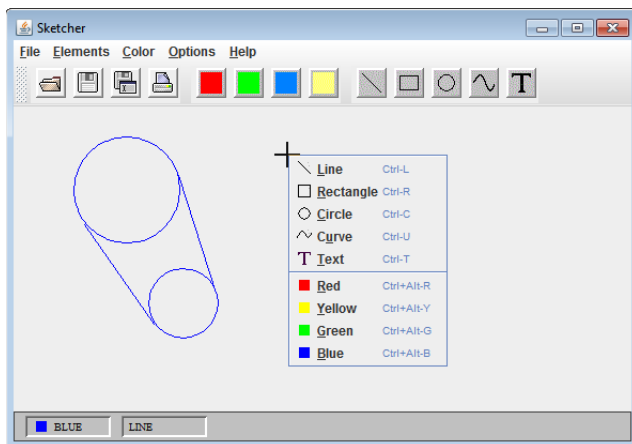 Sketcher
File Elements Color Options Help
T
Line Ctrl-L
Rectangle Ctrl-R
Circle Ctrl-C
Curve Ctrl-U
T Text Ctrl-T
Red Ctrl+Alt-R
Yellow Ctrl+Alt-Y
Green Ctrl+Alt-G
Blue Ctrl+Alt-B
BLUE LINE